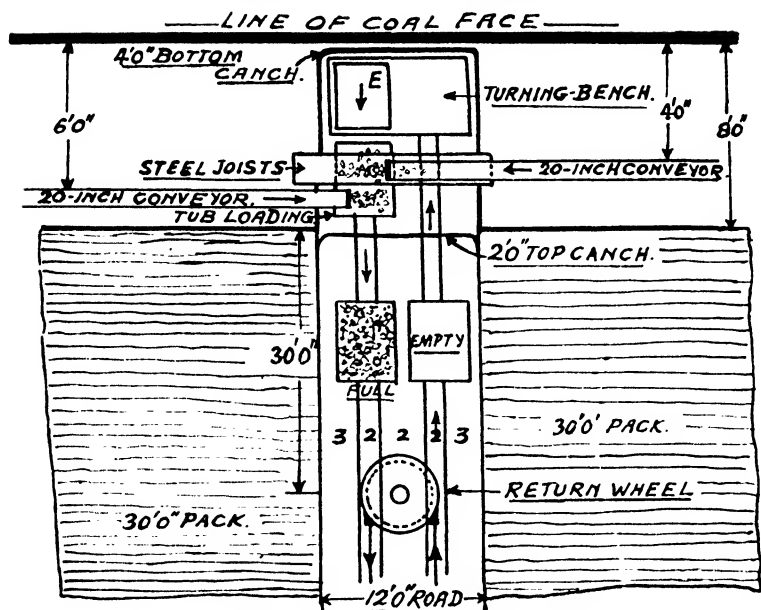 LINE OF COAL FACE
4'0" BOTTOM
CANCH.
E
TURNING-BENCH.
6'0"
4'0"
8'0"
STEEL JOISTS
20-INCH CONVEYOR
20-INCH CONVEYOR.
TUB LOADING
2'0" TOP CANCH.
30'0"
EMPTY
FULL
3 2 2 2 3
30'0' PACK.
RETURN WHEEL
30'0" PACK.
12'0" ROAD